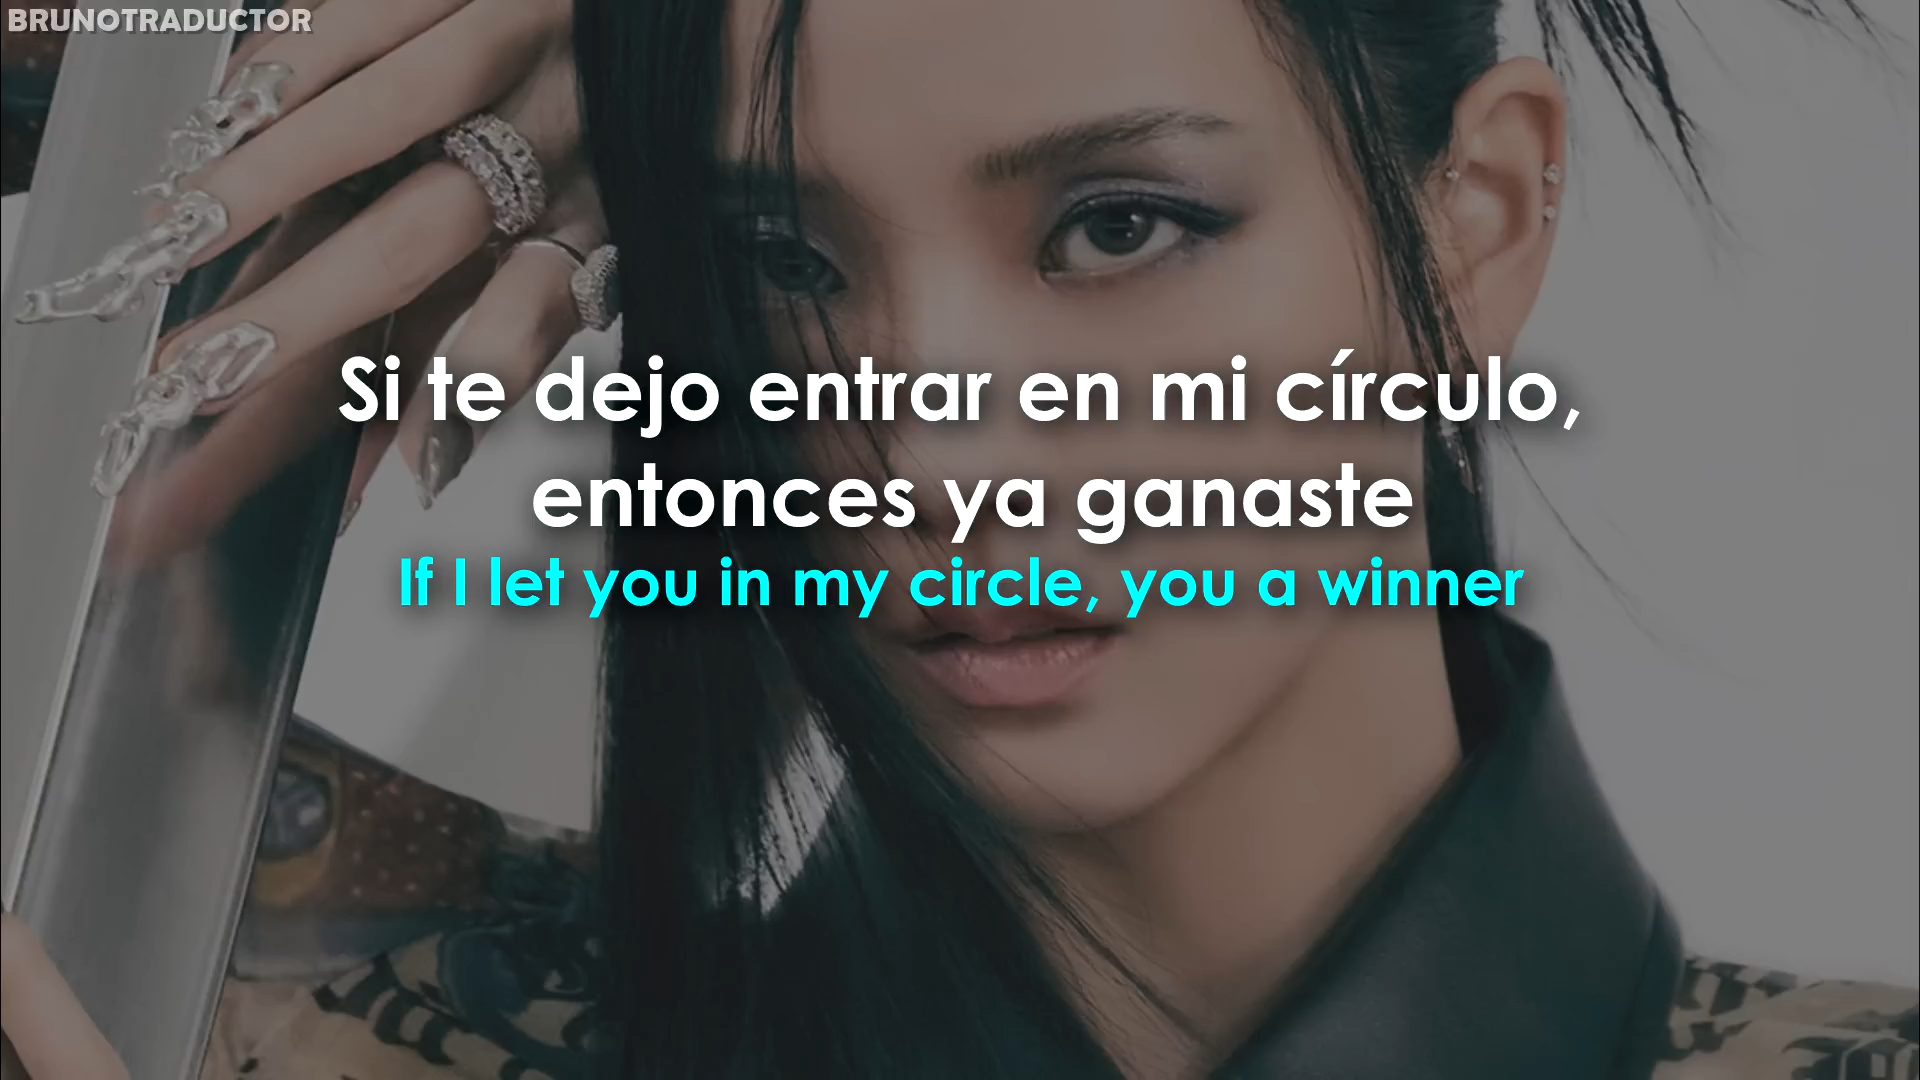 BRUNOTRADUCTOR
Si te dejo entrar en mi círculo,
entonces ya ganaste
If I let you in my circle, you a winner